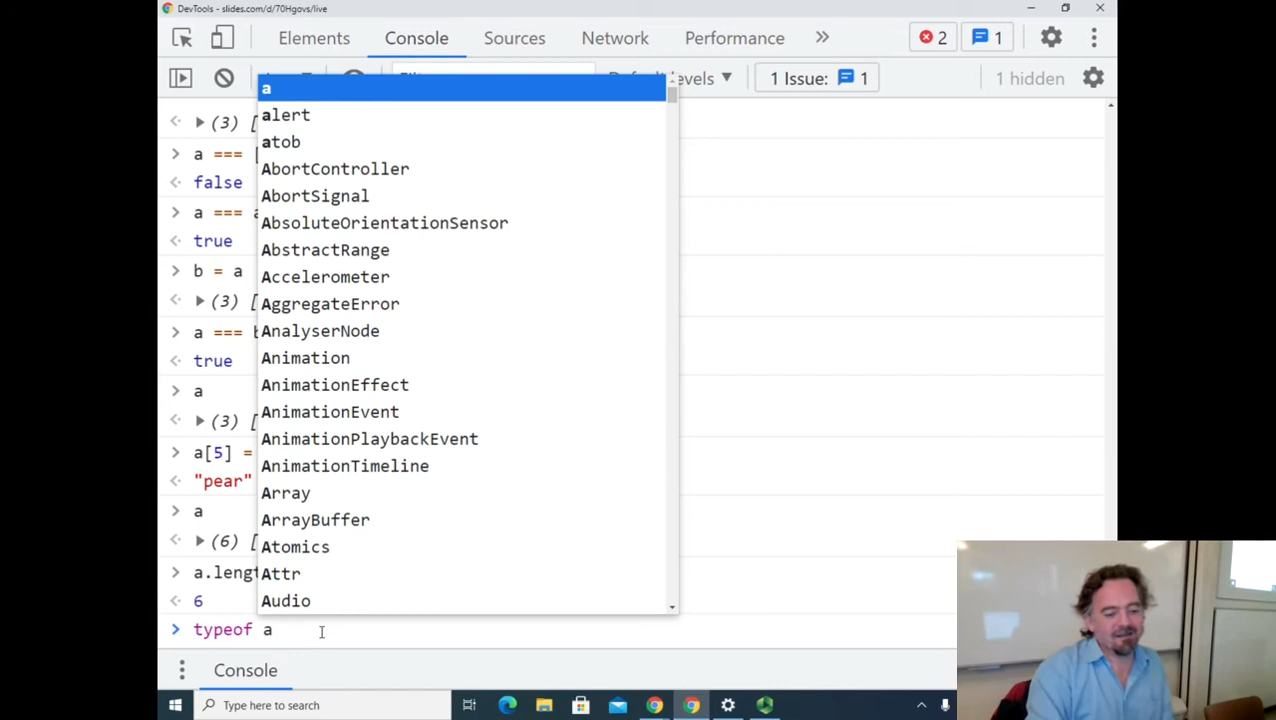 DevTools - slides.com/d/70Hgovs/live
Elements Console Sources Network Performance » 2 1
levels ▼ 1 Issue: 1 1 hidden
a
alert
atob
AbortController
AbortSignal
AbsoluteOrientationSensor
AbstractRange
Accelerometer
AggregateError
AnalyserNode
Animation
AnimationEffect
AnimationEvent
AnimationPlaybackEvent
AnimationTimeline
Array
ArrayBuffer
Atomics
Attr
Audio
(3) [
a === [
false
a === a
true
b = a
(3) [
a === b
true
a
(3) [
a[5] =
"pear"
a
(6) [
a.lengt
6
typeof a
Console
Type here to search